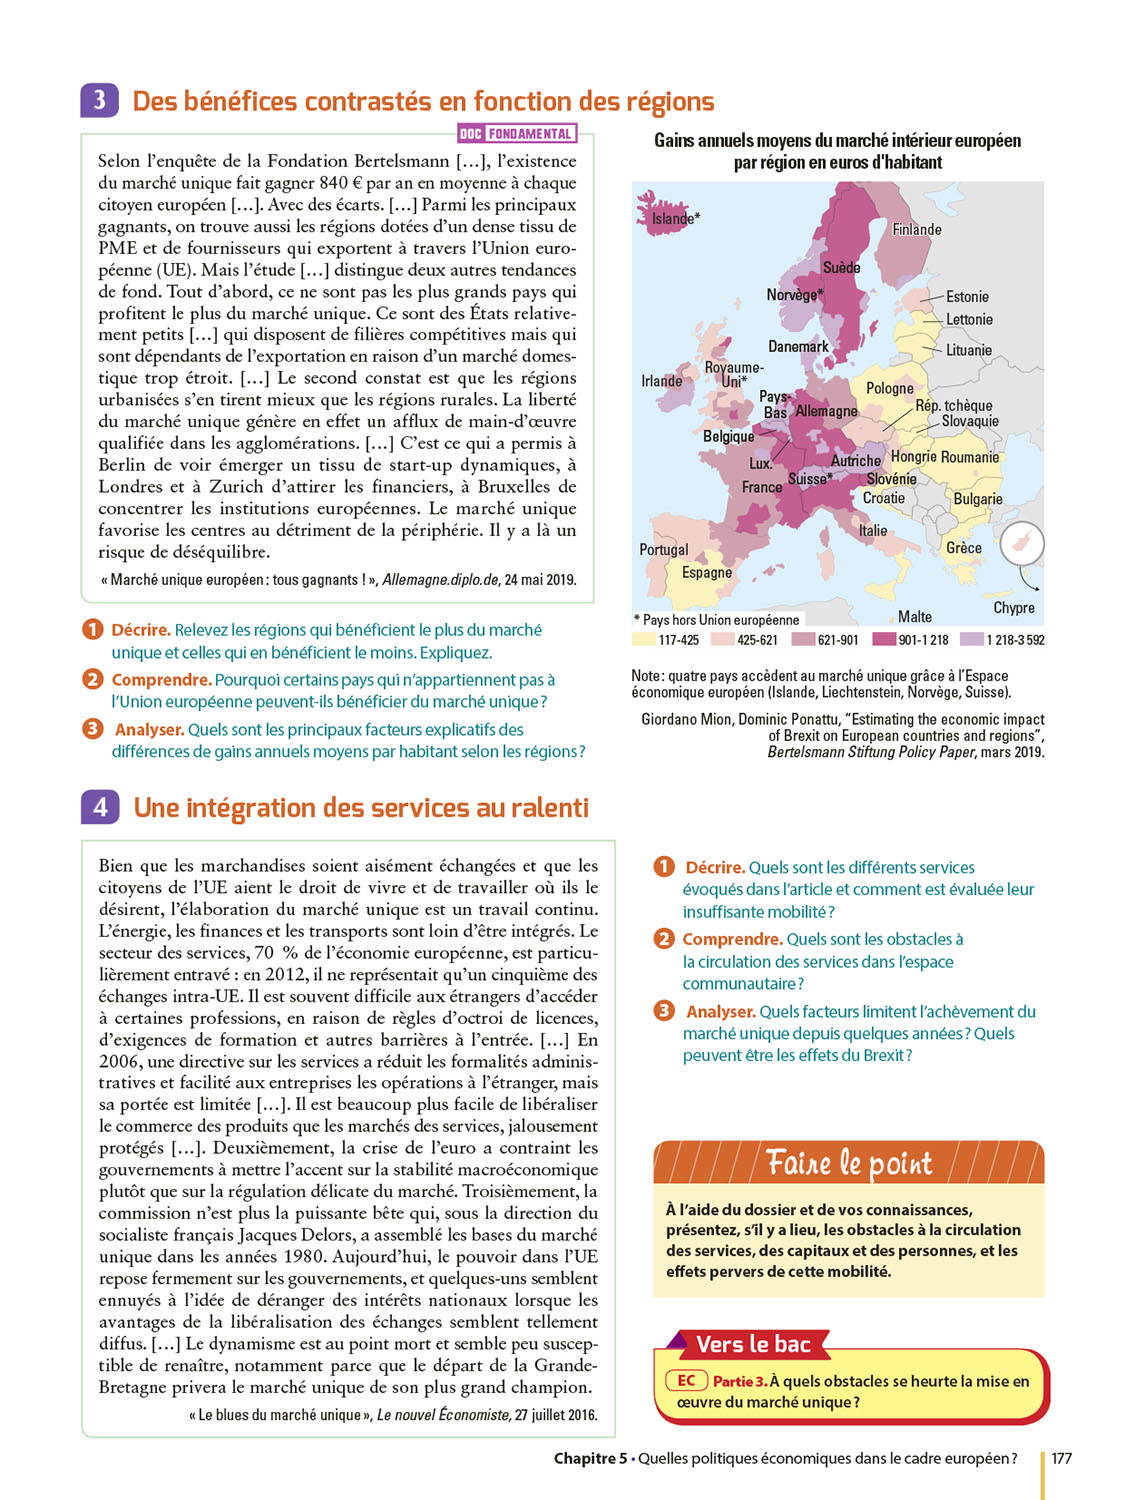 3 Des bénéfices contrastés en fonction des régions
DOC FONDAMENTAL
Selon l'enquête de la Fondation Bertelsmann […], l'existence
du marché unique fait gagner 840 € par an en moyenne à chaque
citoyen européen […]. Avec des écarts. […] Parmi les principaux
gagnants, on trouve aussi les régions dotées d'un dense tissu de
PME et de fournisseurs qui exportent à travers l'Union euro-
péenne (UE). Mais l'étude […] distingue deux autres tendances
de fond. Tout d'abord, ce ne sont pas les plus grands pays qui
profitent le plus du marché unique. Ce sont des États relative-
ment petits […] qui disposent de filières compétitives mais qui
sont dépendants de l'exportation en raison d'un marché domes-
tique trop étroit. […] Le second constat est que les régions
urbanisées s'en tirent mieux que les régions rurales. La liberté
du marché unique génère en effet un afflux de main-d'œuvre
qualifiée dans les agglomérations. […] C'est ce qui a permis à
Berlin de voir émerger un tissu de start-up dynamiques, à
Londres et à Zurich d'attirer les financiers, à Bruxelles de
concentrer les institutions européennes. Le marché unique
favorise les centres au détriment de la périphérie. Il y a là un
risque de déséquilibre.
« Marché unique européen : tous gagnants ! », Allemagne.diplo.de, 24 mai 2019.
1 Décrire. Relevez les régions qui bénéficient le plus du marché
unique et celles qui en bénéficient le moins. Expliquez.
2 Comprendre. Pourquoi certains pays qui n'appartiennent pas à
l'Union européenne peuvent-ils bénéficier du marché unique ?
3 Analyser. Quels sont les principaux facteurs explicatifs des
différences de gains annuels moyens par habitant selon les régions ?
Gains annuels moyens du marché intérieur européen
par région en euros d'habitant
Islande*
Finlande
Suède
Norvège*
Estonie
Lettonie
Danemark
Lituanie
Royaume-
Uni*
Irlande
Pologne
Pays-
Bas
Allemagne
Rép. tchèque
Slovaquie
Belgique
Lux.
Autriche
Hongrie
Roumanie
Suisse*
Slovénie
France
Croatie
Bulgarie
Italie
Portugal
Grèce
Espagne
Chypre
Malte
* Pays hors Union européenne
117-425
425-621
621-901
901-1 218
1 218-3 592
Note : quatre pays accèdent au marché unique grâce à l'Espace
économique européen (Islande, Liechtenstein, Norvège, Suisse).
Giordano Mion, Dominic Ponattu, “Estimating the economic impact
of Brexit on European countries and regions”,
Bertelsmann Stiftung Policy Paper, mars 2019.
4 Une intégration des services au ralenti
Bien que les marchandises soient aisément échangées et que les
citoyens de l'UE aient le droit de vivre et de travailler où ils le
désirent, l'élaboration du marché unique est un travail continu.
L'énergie, les finances et les transports sont loin d'être intégrés. Le
secteur des services, 70 % de l'économie européenne, est particu-
lièrement entravé : en 2012, il ne représentait qu'un cinquième des
échanges intra-UE. Il est souvent difficile aux étrangers d'accéder
à certaines professions, en raison de règles d'octroi de licences,
d'exigences de formation et autres barrières à l'entrée. […] En
2006, une directive sur les services a réduit les formalités adminis-
tratives et facilité aux entreprises les opérations à l'étranger, mais
sa portée est limitée […]. Il est beaucoup plus facile de libéraliser
le commerce des produits que les marchés des services, jalousement
protégés […]. Deuxièmement, la crise de l'euro a contraint les
gouvernements à mettre l'accent sur la stabilité macroéconomique
plutôt que sur la régulation délicate du marché. Troisièmement, la
commission n'est plus la puissante bête qui, sous la direction du
socialiste français Jacques Delors, a assemblé les bases du marché
unique dans les années 1980. Aujourd'hui, le pouvoir dans l'UE
repose fermement sur les gouvernements, et quelques-uns semblent
ennuyés à l'idée de déranger des intérêts nationaux lorsque les
avantages de la libéralisation des échanges semblent tellement
diffus. […] Le dynamisme est au point mort et semble peu suscep-
tible de renaître, notamment parce que le départ de la Grande-
Bretagne privera le marché unique de son plus grand champion.
« Le blues du marché unique », Le nouvel Économiste, 27 juillet 2016.
1 Décrire. Quels sont les différents services
évoqués dans l'article et comment est évaluée leur
insuffisante mobilité ?
2 Comprendre. Quels sont les obstacles à
la circulation des services dans l'espace
communautaire ?
3 Analyser. Quels facteurs limitent l'achèvement du
marché unique depuis quelques années ? Quels
peuvent être les effets du Brexit ?
Faire le point
À l'aide du dossier et de vos connaissances,
présentez, s'il y a lieu, les obstacles à la circulation
des services, des capitaux et des personnes, et les
effets pervers de cette mobilité.
Vers le bac
EC Partie 3. À quels obstacles se heurte la mise en
œuvre du marché unique ?
Chapitre 5 • Quelles politiques économiques dans le cadre européen ? 177